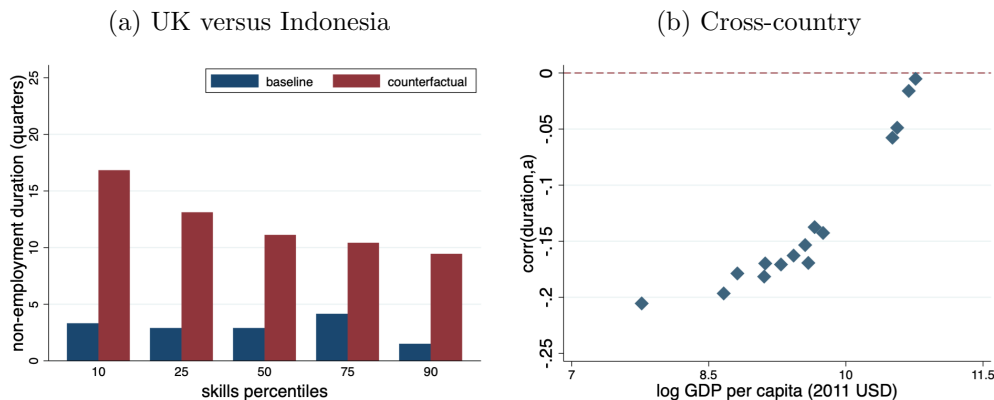 (a) UK versus Indonesia
non-employment duration (quarters)
25
20
15
10
5
0
baseline
counterfactual
10 25 50 75 90
skills percentiles
(b) Cross-country
corr(duration,a)
0
-.05
-.1
-.15
-.2
-.25
7 8.5 10 11.5
log GDP per capita (2011 USD)